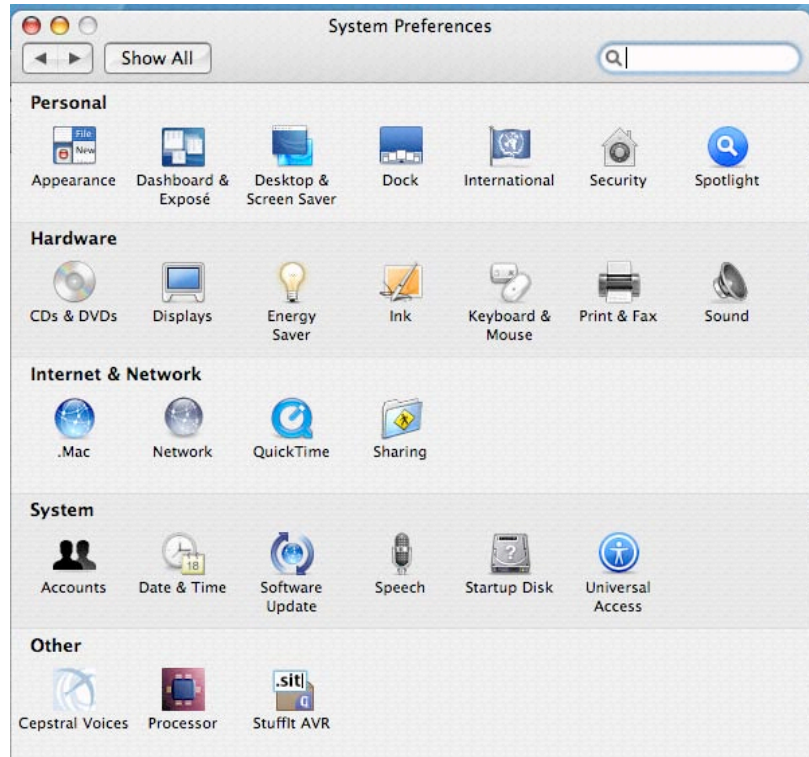 System Preferences
Show All
Personal
File
New
Appearance
Dashboard &
Exposé
Desktop &
Screen Saver
Dock
International
Security
Spotlight
Hardware
CDs & DVDs
Displays
Energy
Saver
Ink
Keyboard &
Mouse
Print & Fax
Sound
Internet & Network
.Mac
Network
QuickTime
Sharing
System
18
?
Accounts
Date & Time
Software
Update
Speech
Startup Disk
Universal
Access
Other
.sit
Cepstral Voices
Processor
StuffIt AVR